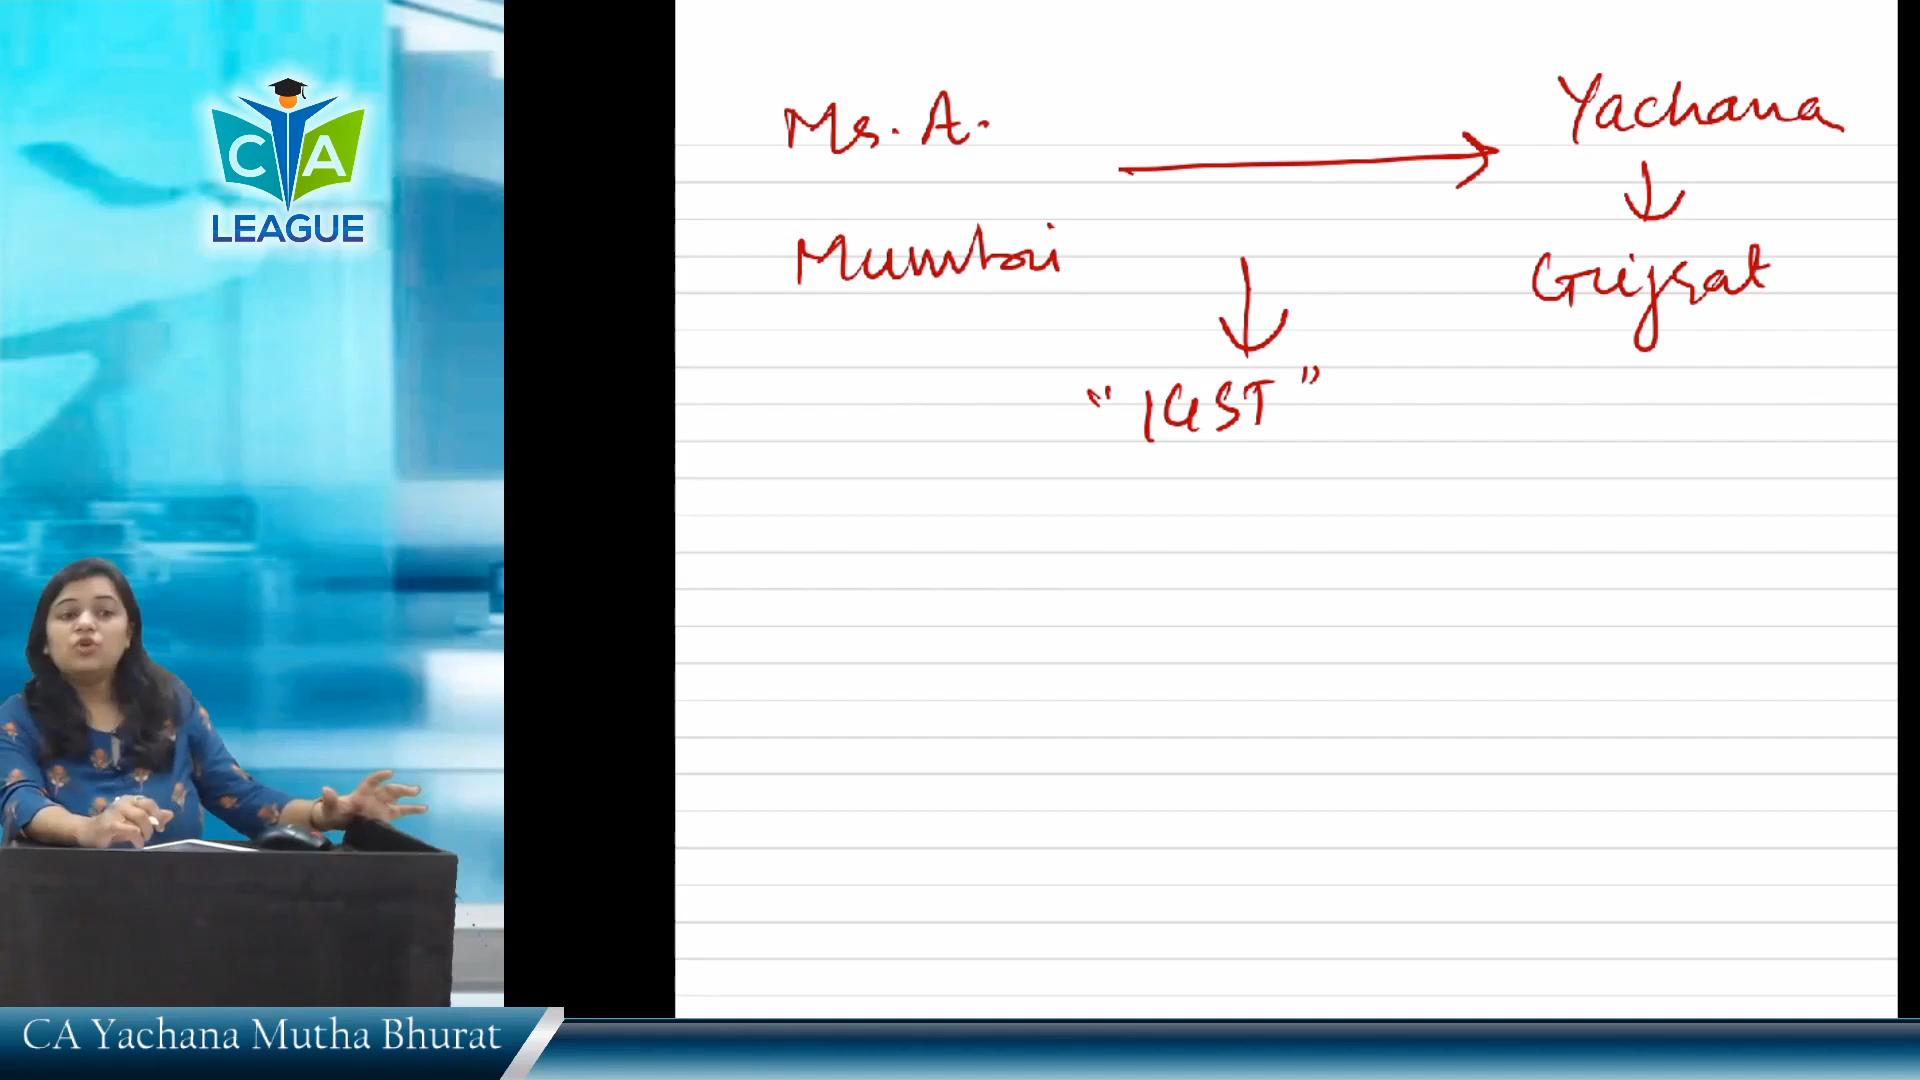 CA
LEAGUE
Ms. A.
Yachana
Mumbai
Gujrat
"IGST"
CA Yachana Mutha Bhurat